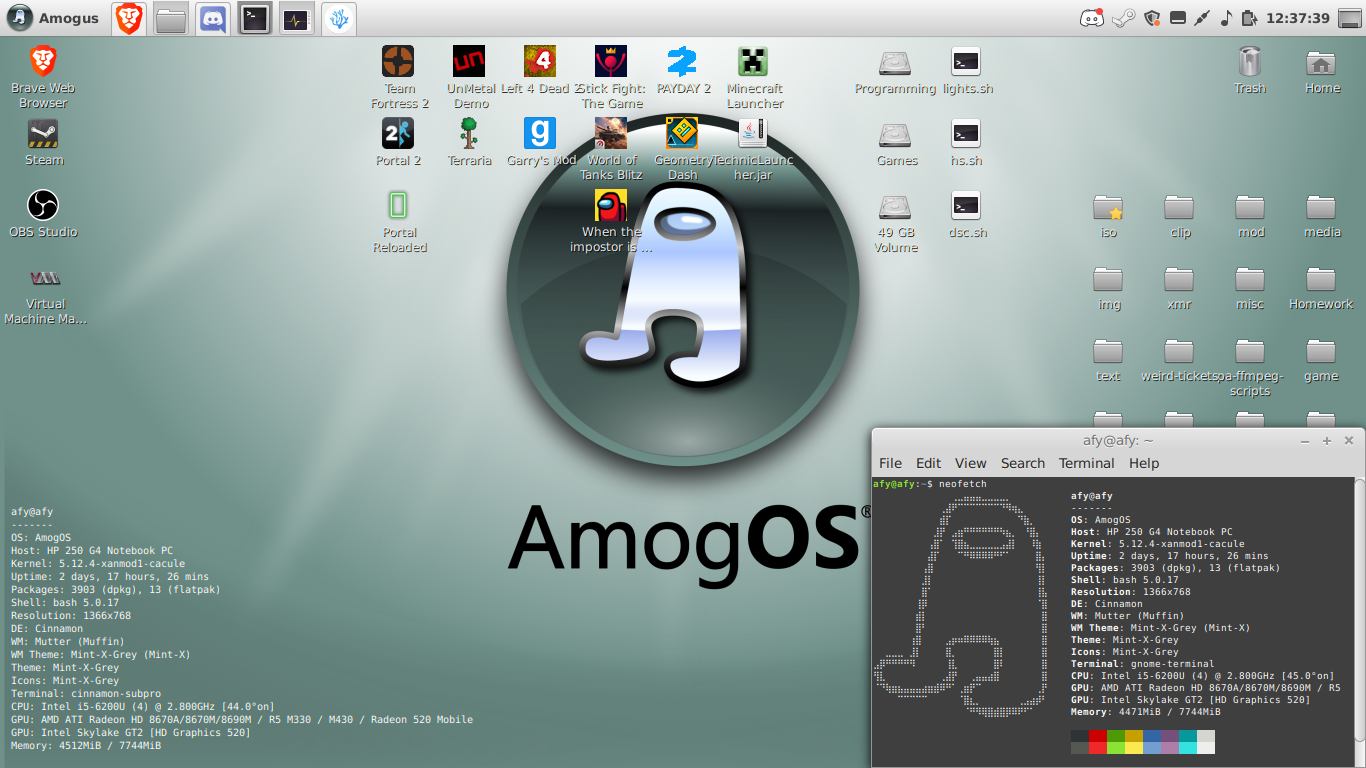 Amogus
12:37:39
Brave Web
Browser
Steam
OBS Studio
Virtual
Machine Ma...
Team
Fortress 2
UnMetal
Demo
Left 4 Dead 2
Stick Fight:
The Game
PAYDAY 2
Minecraft
Launcher
Portal 2
Terraria
Garry's Mod
World of
Tanks Blitz
Geometry
Dash
TechnicLaunc
her.jar
Portal
Reloaded
When the
impostor is ...
Programming
lights.sh
Games
hs.sh
49 GB
Volume
dsc.sh
Trash
Home
iso
clip
mod
media
img
xmr
misc
Homework
text
weird-tickets
pa-ffmpeg-
scripts
game
AmogOS®
afy@afy
-------
OS: AmogOS
Host: HP 250 G4 Notebook PC
Kernel: 5.12.4-xanmod1-cacule
Uptime: 2 days, 17 hours, 26 mins
Packages: 3903 (dpkg), 13 (flatpak)
Shell: bash 5.0.17
Resolution: 1366x768
DE: Cinnamon
WM: Mutter (Muffin)
WM Theme: Mint-X-Grey (Mint-X)
Theme: Mint-X-Grey
Icons: Mint-X-Grey
Terminal: cinnamon-subpro
CPU: Intel i5-6200U (4) @ 2.800GHz [44.0°on]
GPU: AMD ATI Radeon HD 8670A/8670M/8690M / R5 M330 / M430 / Radeon 520 Mobile
GPU: Intel Skylake GT2 [HD Graphics 520]
Memory: 4512MiB / 7744MiB
afy@afy: ~
File Edit View Search Terminal Help
afy@afy:~$ neofetch
afy@afy
-------
OS: AmogOS
Host: HP 250 G4 Notebook PC
Kernel: 5.12.4-xanmod1-cacule
Uptime: 2 days, 17 hours, 26 mins
Packages: 3903 (dpkg), 13 (flatpak)
Shell: bash 5.0.17
Resolution: 1366x768
DE: Cinnamon
WM: Mutter (Muffin)
WM Theme: Mint-X-Grey (Mint-X)
Theme: Mint-X-Grey
Icons: Mint-X-Grey
Terminal: gnome-terminal
CPU: Intel i5-6200U (4) @ 2.800GHz [45.0°on]
GPU: AMD ATI Radeon HD 8670A/8670M/8690M / R5
GPU: Intel Skylake GT2 [HD Graphics 520]
Memory: 4471MiB / 7744MiB